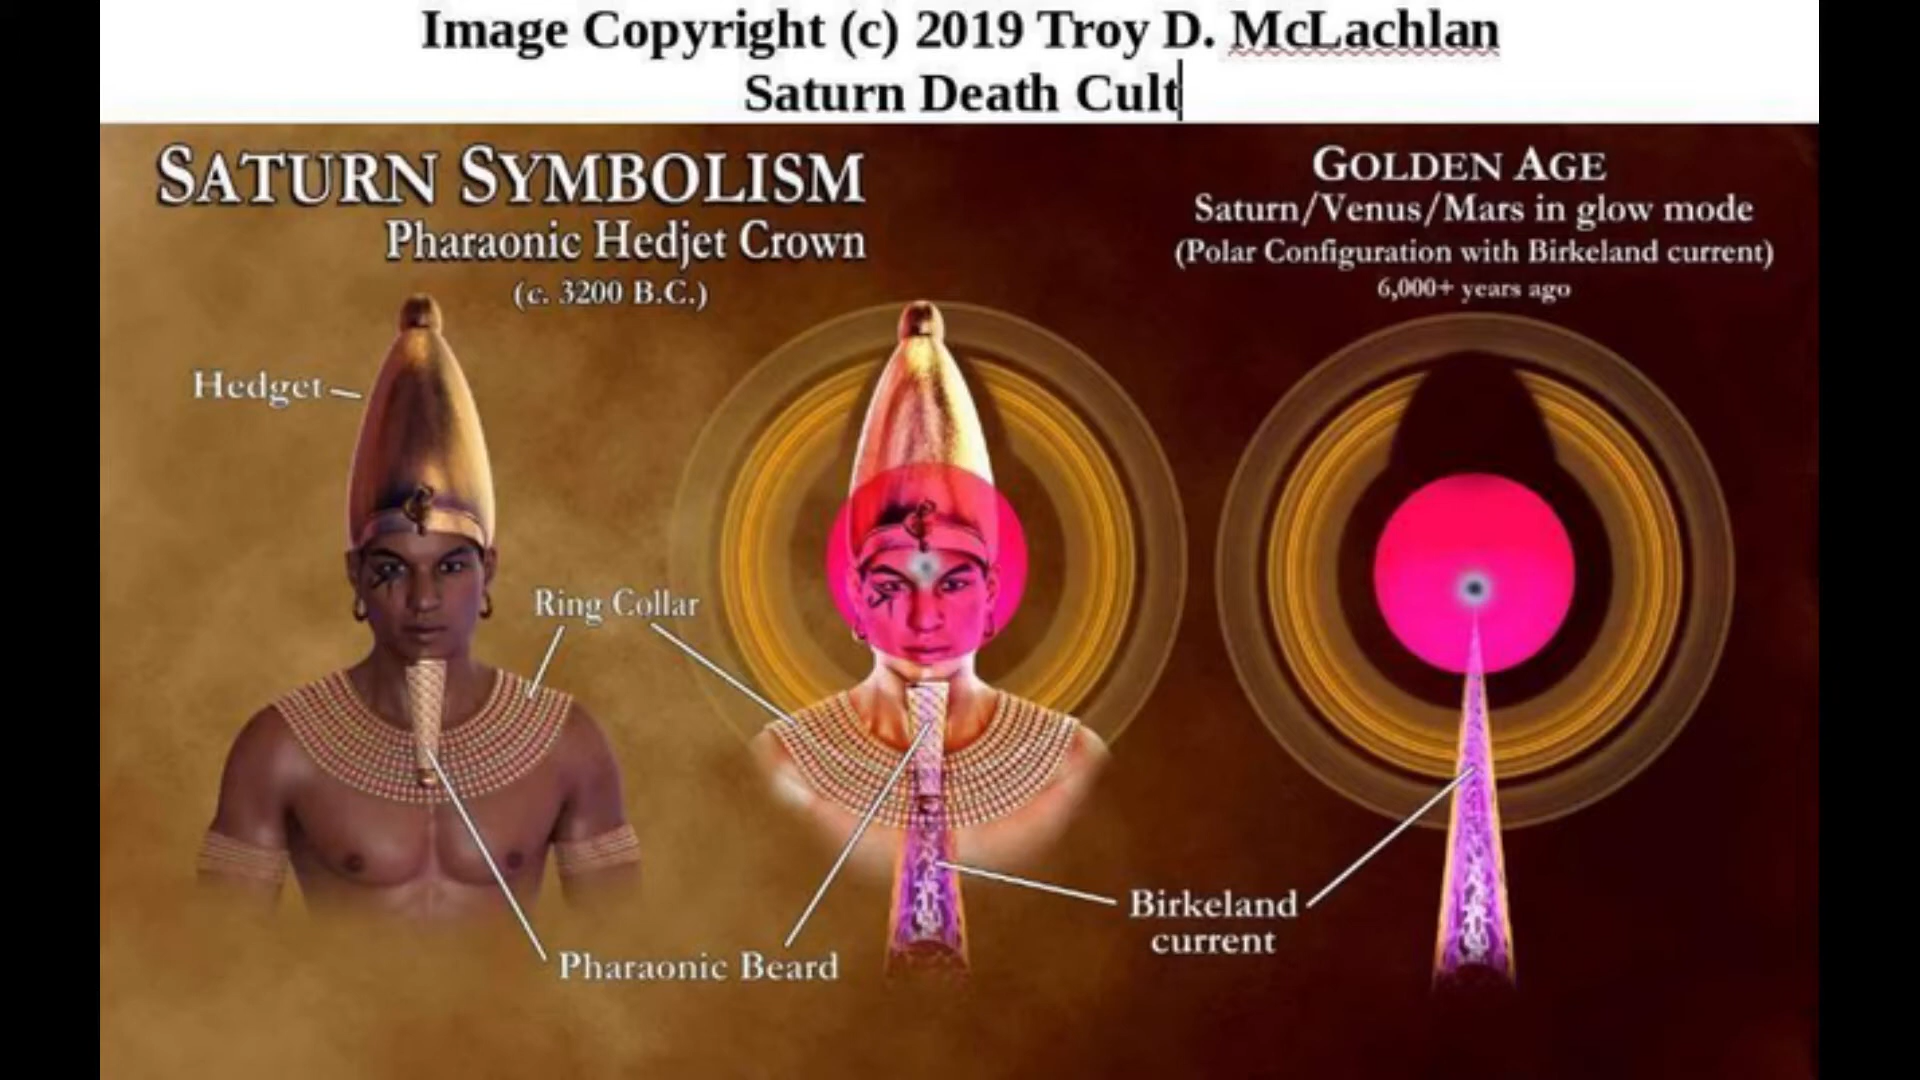 Image Copyright (c) 2019 Troy D. McLachlan
Saturn Death Cult
SATURN SYMBOLISM
Pharaonic Hedjet Crown
(c. 3200 B.C.)
GOLDEN AGE
Saturn/Venus/Mars in glow mode
(Polar Configuration with Birkeland current)
6,000+ years ago
Hedget
Ring Collar
Birkeland
current
Pharaonic Beard